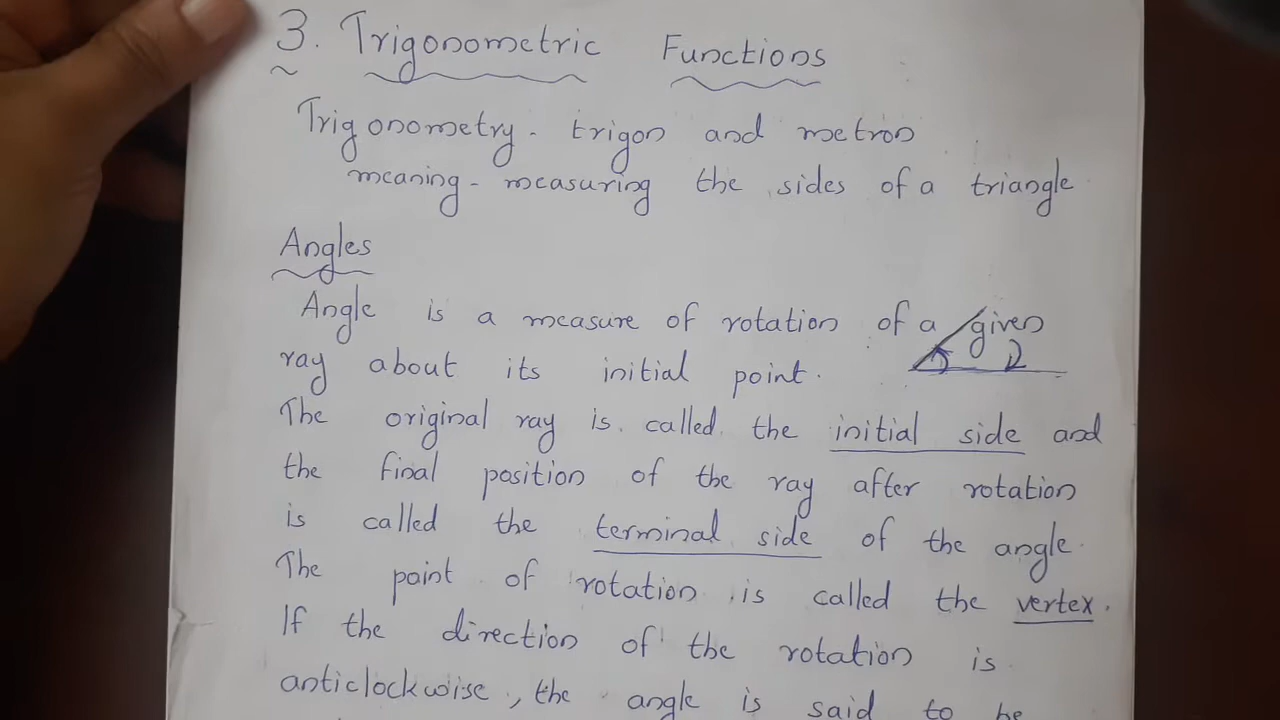 3. Trigonometric Functions
Trigonometry - trigon and metron
meaning - measuring the sides of a triangle
Angles
Angle is a measure of rotation of a given
ray about its initial point.
The original ray is called the initial side and
the final position of the ray after rotation
is called the terminal side of the angle.
The point of rotation is called the vertex.
If the direction of the rotation is
anticlockwise, the angle is said to be